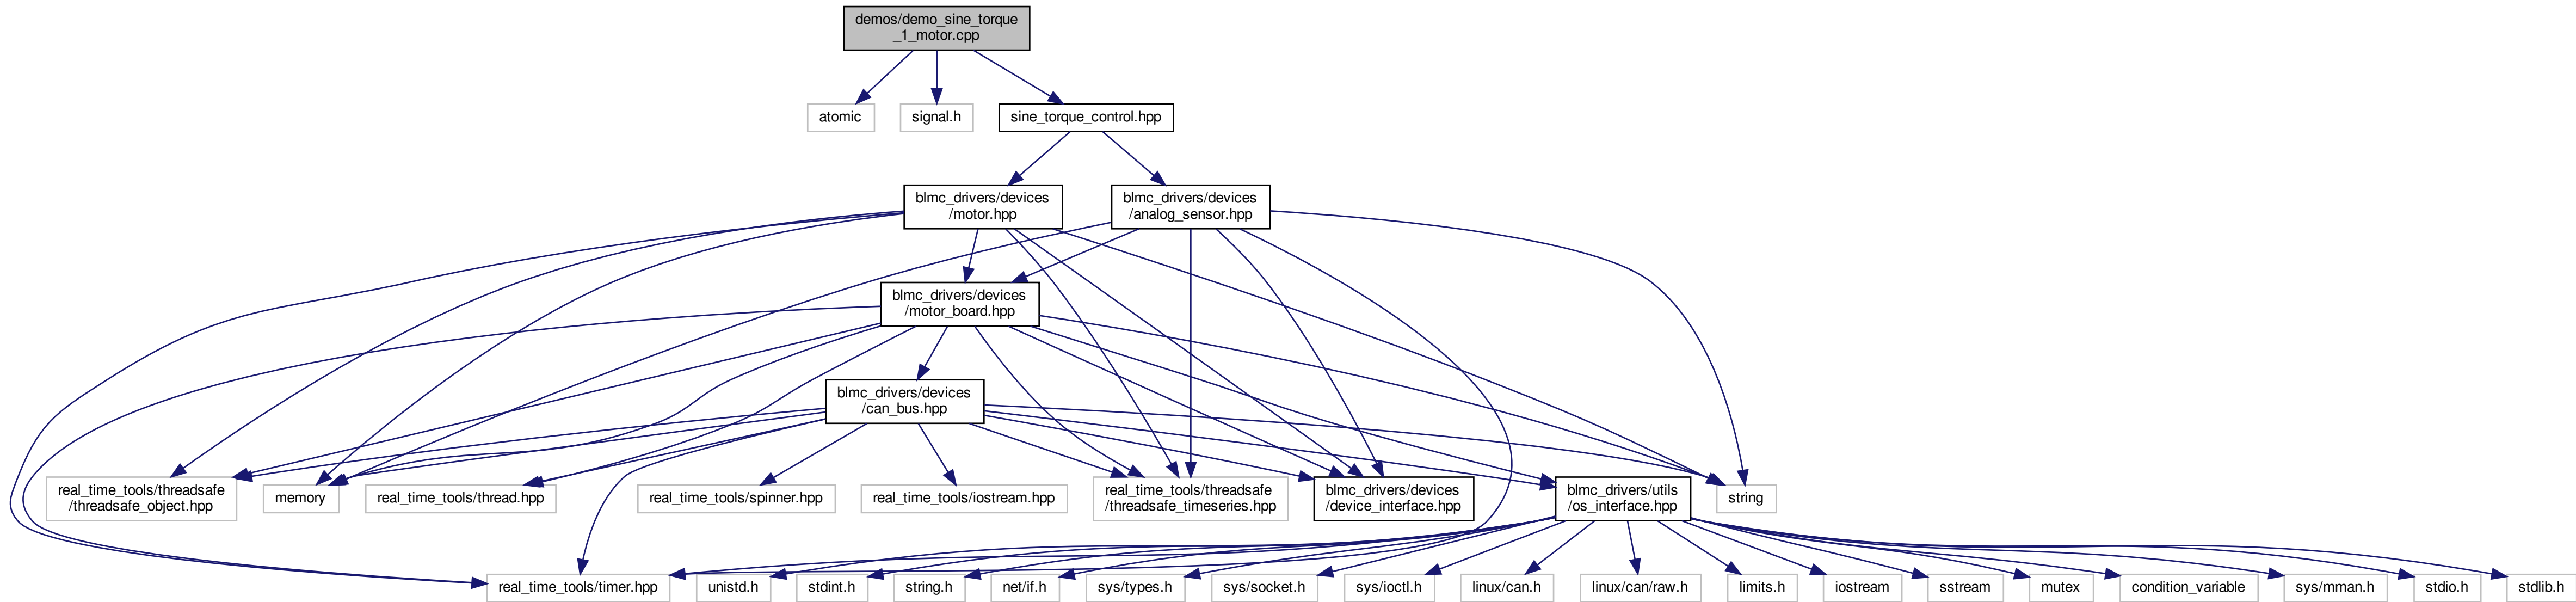 demos/demo_sine_torque
_1_motor.cpp
atomic
signal.h
sine_torque_control.hpp
blmc_drivers/devices
/motor.hpp
blmc_drivers/devices
/analog_sensor.hpp
blmc_drivers/devices
/motor_board.hpp
blmc_drivers/devices
/can_bus.hpp
real_time_tools/threadsafe
/threadsafe_object.hpp
memory
real_time_tools/thread.hpp
real_time_tools/spinner.hpp
real_time_tools/iostream.hpp
real_time_tools/threadsafe
/threadsafe_timeseries.hpp
blmc_drivers/devices
/device_interface.hpp
blmc_drivers/utils
/os_interface.hpp
string
real_time_tools/timer.hpp
unistd.h
stdint.h
string.h
net/if.h
sys/types.h
sys/socket.h
sys/ioctl.h
linux/can.h
linux/can/raw.h
limits.h
iostream
sstream
mutex
condition_variable
sys/mman.h
stdio.h
stdlib.h